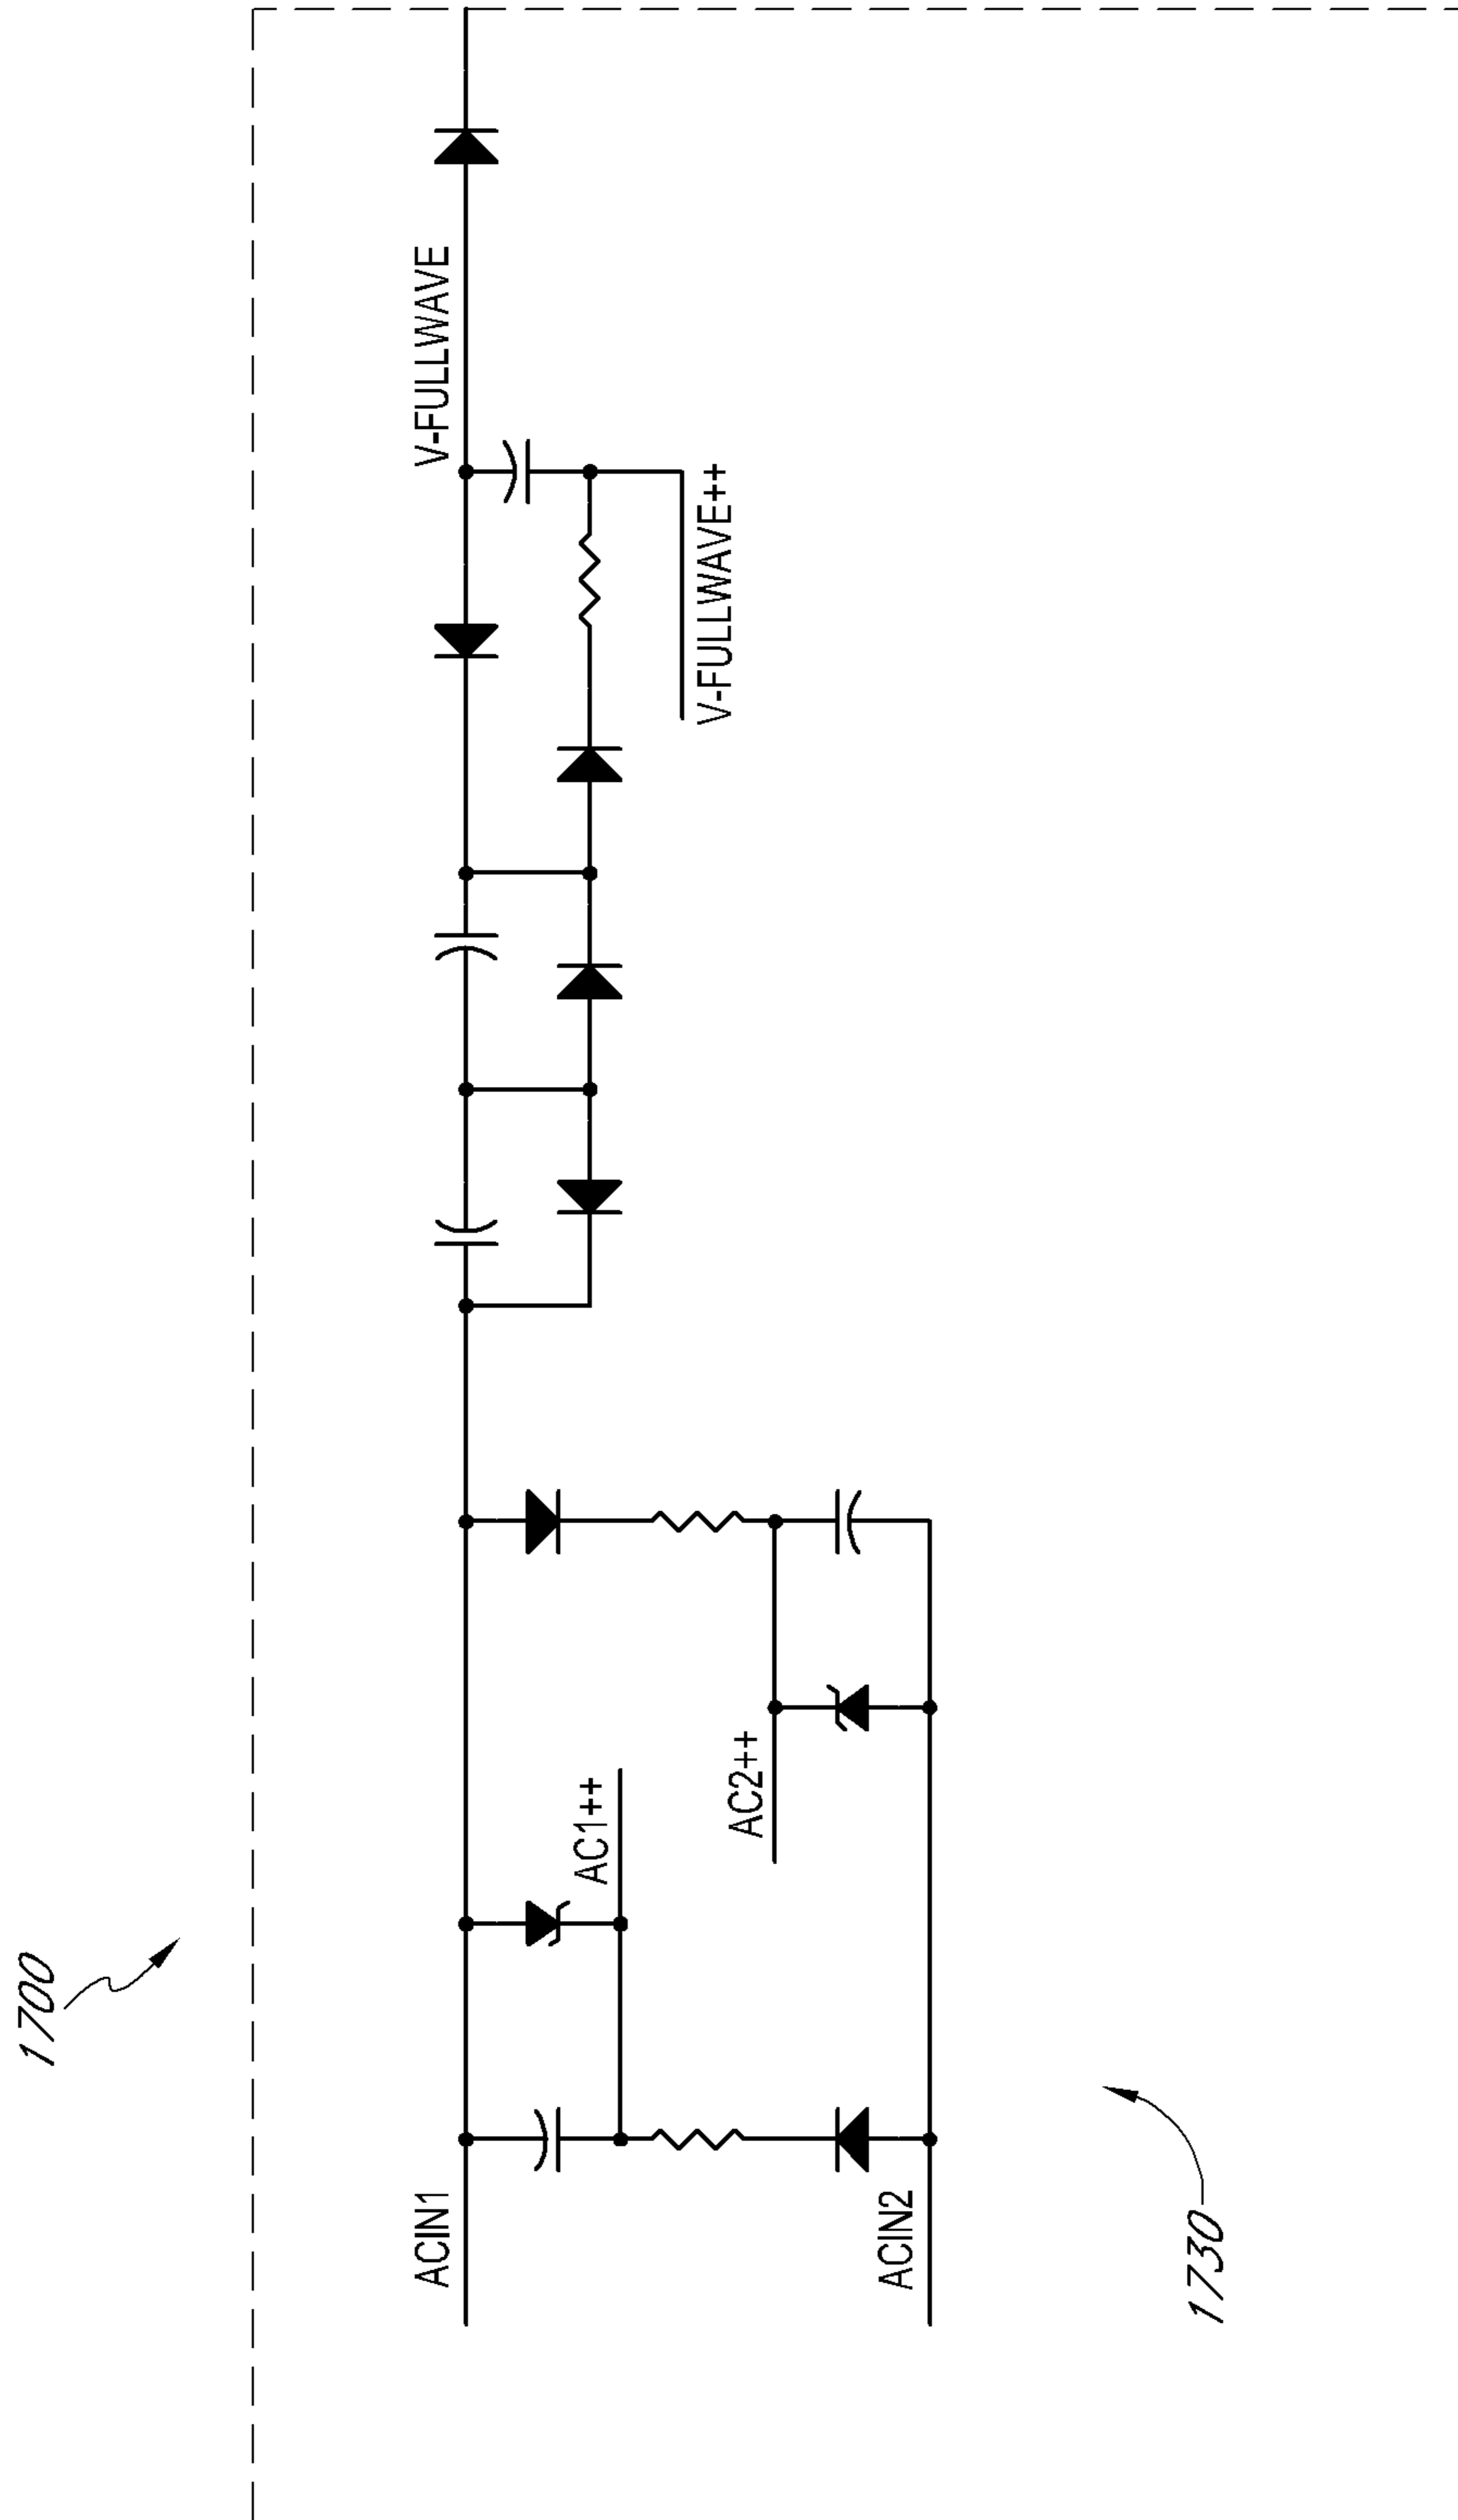 1700
ACIN1
AC1++
AC2++
ACIN2
V-FULLWAVE
V-FULLWAVE++
1730